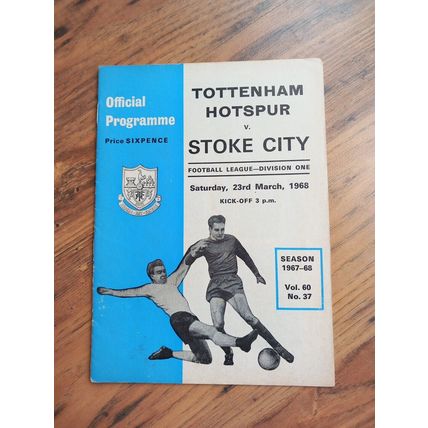 Official
Programme
Price SIXPENCE
TOTTENHAM
HOTSPUR
V.
STOKE CITY
FOOTBALL LEAGUE—DIVISION ONE
Saturday, 23rd March, 1968
KICK-OFF 3 p.m.
SEASON
1967-68
Vol. 60
No. 37